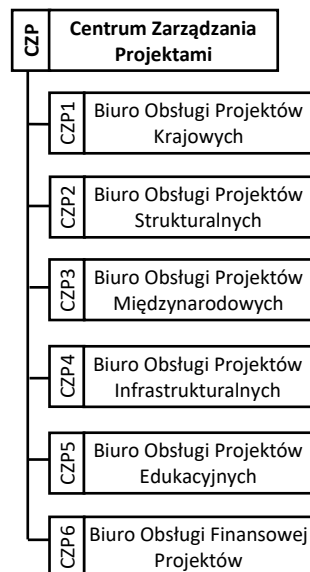 CZP
Centrum Zarządzania
Projektami
CZP1
Biuro Obsługi Projektów
Krajowych
CZP2
Biuro Obsługi Projektów
Strukturalnych
CZP3
Biuro Obsługi Projektów
Międzynarodowych
CZP4
Biuro Obsługi Projektów
Infrastrukturalnych
CZP5
Biuro Obsługi Projektów
Edukacyjnych
CZP6
Biuro Obsługi Finansowej
Projektów